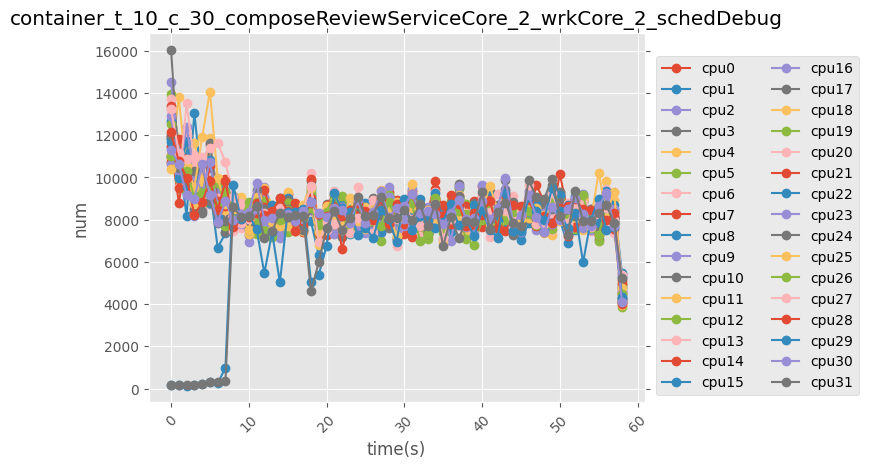 container_t_10_c_30_composeReviewServiceCore_2_wrkCore_2_schedDebug
num
16000
14000
12000
10000
8000
6000
4000
2000
0
0
10
20
30
40
50
60
time(s)
cpu0
cpu1
cpu2
cpu3
cpu4
cpu5
cpu6
cpu7
cpu8
cpu9
cpu10
cpu11
cpu12
cpu13
cpu14
cpu15
cpu16
cpu17
cpu18
cpu19
cpu20
cpu21
cpu22
cpu23
cpu24
cpu25
cpu26
cpu27
cpu28
cpu29
cpu30
cpu31